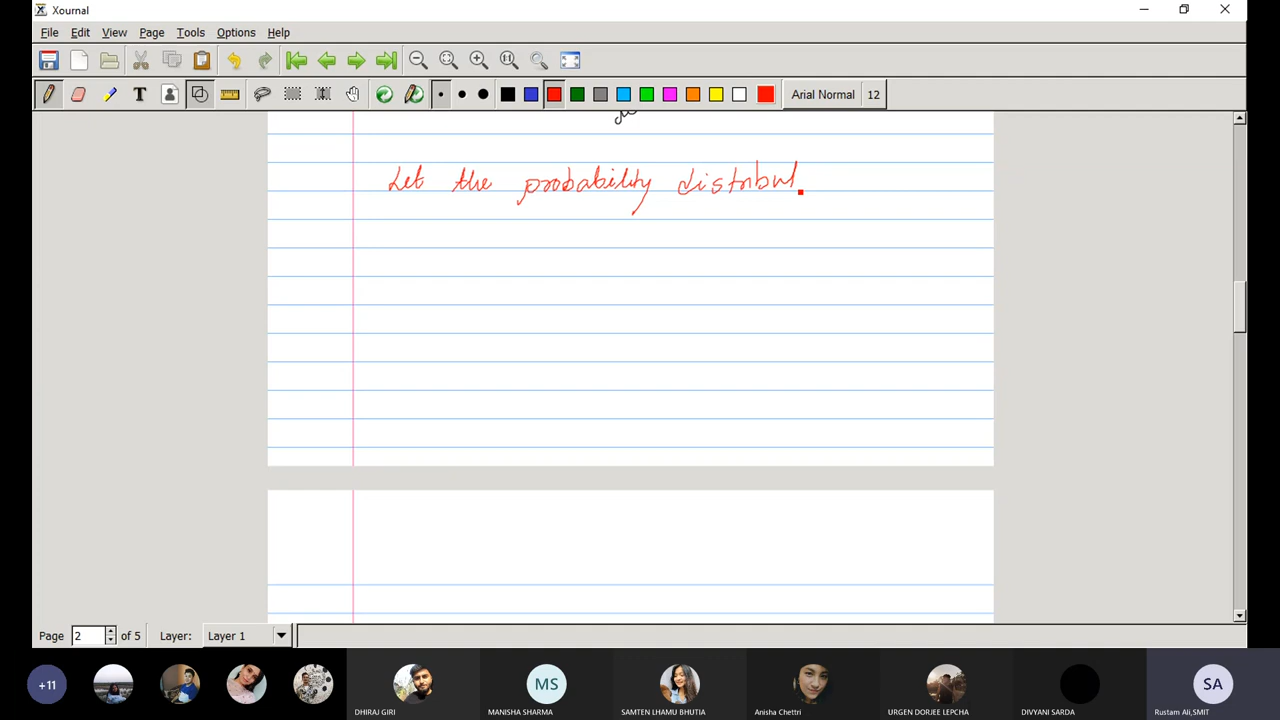 Xournal
File Edit View Page Tools Options Help
T Arial Normal 12
Let the probability distribut
Page 2 of 5 Layer: Layer 1
+11 MS SA
DHIRAJ GIRI MANISHA SHARMA SAMTEN LHAMU BHUTIA Anisha Chettri URGEN DORJEE LEPCHA DIVYANI SARDA Rustam Ali,SMIT